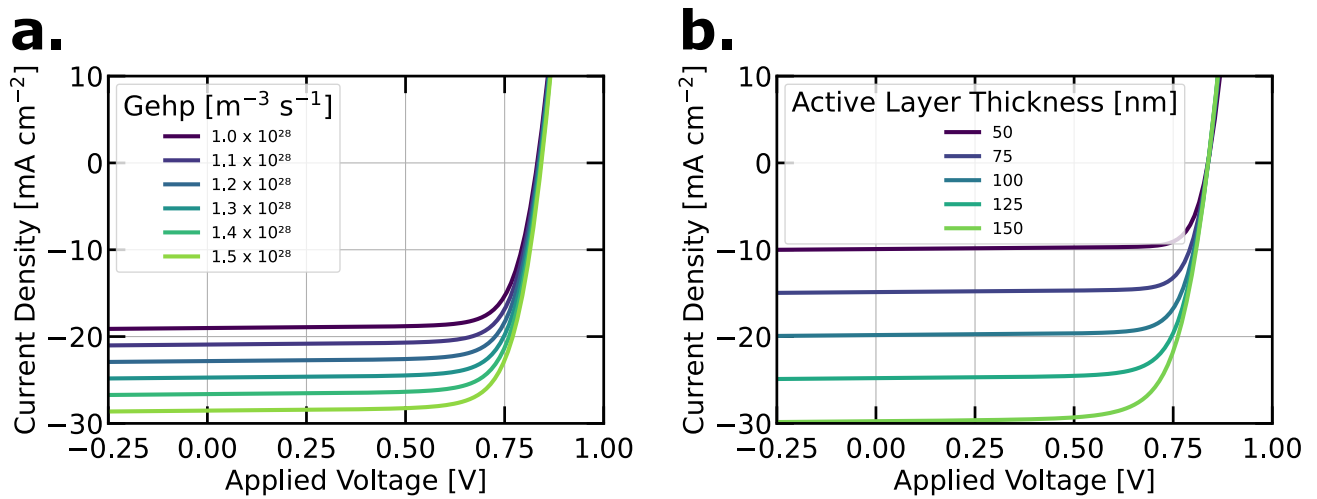 a.
Current Density [mA cm⁻²]
10
0
−10
−20
−30
Gehp [m⁻³ s⁻¹]
1.0 x 10²⁸
1.1 x 10²⁸
1.2 x 10²⁸
1.3 x 10²⁸
1.4 x 10²⁸
1.5 x 10²⁸
−0.25 0.00 0.25 0.50 0.75 1.00
Applied Voltage [V]
b.
Current Density [mA cm⁻²]
10
0
−10
−20
−30
Active Layer Thickness [nm]
50
75
100
125
150
−0.25 0.00 0.25 0.50 0.75 1.00
Applied Voltage [V]